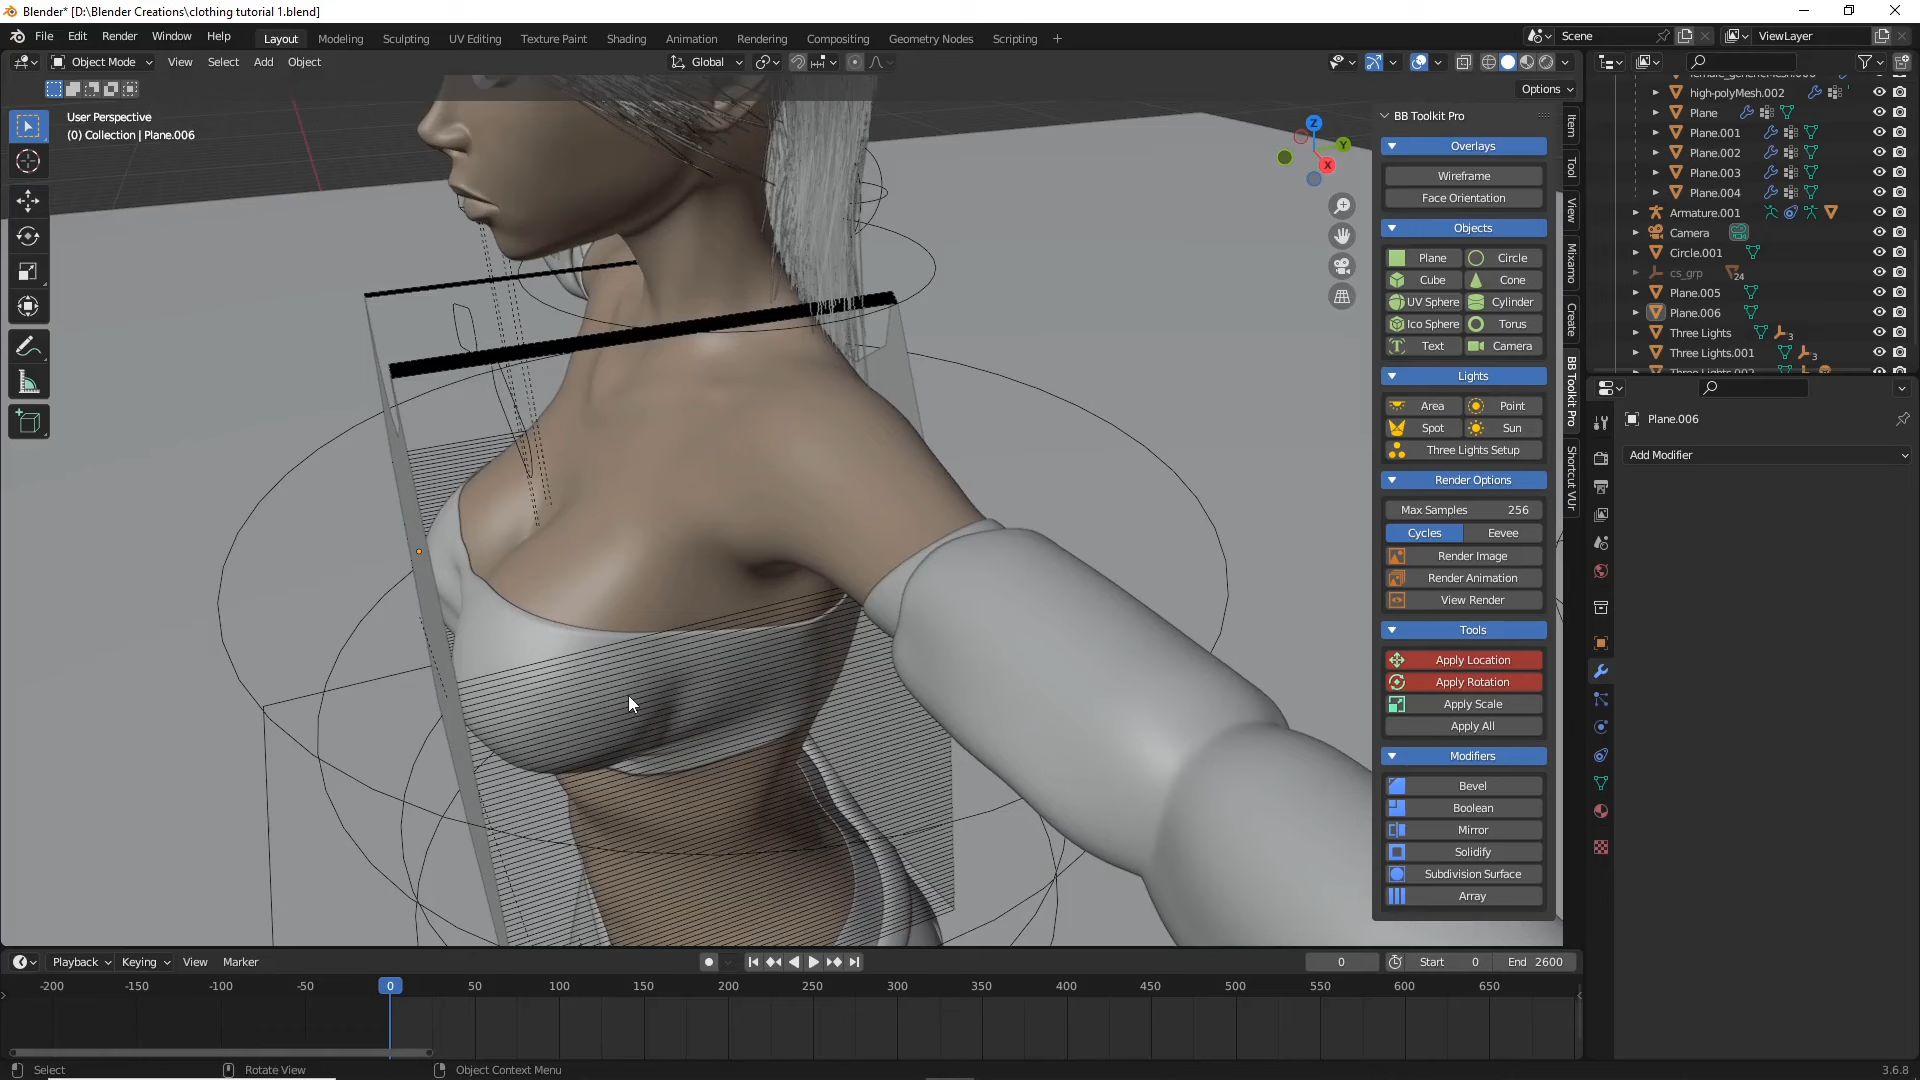 Blender* [D:\Blender Creations\clothing tutorial 1.blend]
File Edit Render Window Help Layout Modeling Sculpting UV Editing Texture Paint Shading Animation Rendering Compositing Geometry Nodes Scripting + Scene ViewLayer
Object Mode View Select Add Object Global
Options
User Perspective
(0) Collection | Plane.006
BB Toolkit Pro
Overlays
Wireframe
Face Orientation
Objects
Plane Circle
Cube Cone
UV Sphere Cylinder
Ico Sphere Torus
Text Camera
Lights
Area Point
Spot Sun
Three Lights Setup
Render Options
Max Samples 256
Cycles Eevee
Render Image
Render Animation
View Render
Tools
Apply Location
Apply Rotation
Apply Scale
Apply All
Modifiers
Bevel
Boolean
Mirror
Solidify
Subdivision Surface
Array
Item
Tool
View
Mixamo
Create
BB Toolkit Pro
Shortcut VUr
Z
Y
X
high-polyMesh.002
Plane
Plane.001
Plane.002
Plane.003
Plane.004
Armature.001
Camera
Circle.001
cs_grp 24
Plane.005
Plane.006
Three Lights 3
Three Lights.001 3
Plane.006
Add Modifier
Playback Keying View Marker 0 Start 0 End 2600
-200 -150 -100 -50 0 50 100 150 200 250 300 350 400 450 500 550 600 650
Select Rotate View Object Context Menu 3.6.8